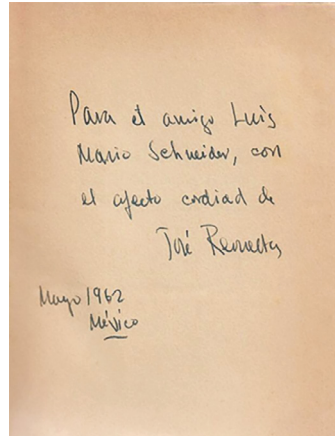 Para el amigo Luis
Mario Schneider, con
el afecto cordial de
José Revueltas
Mayo 1962
México